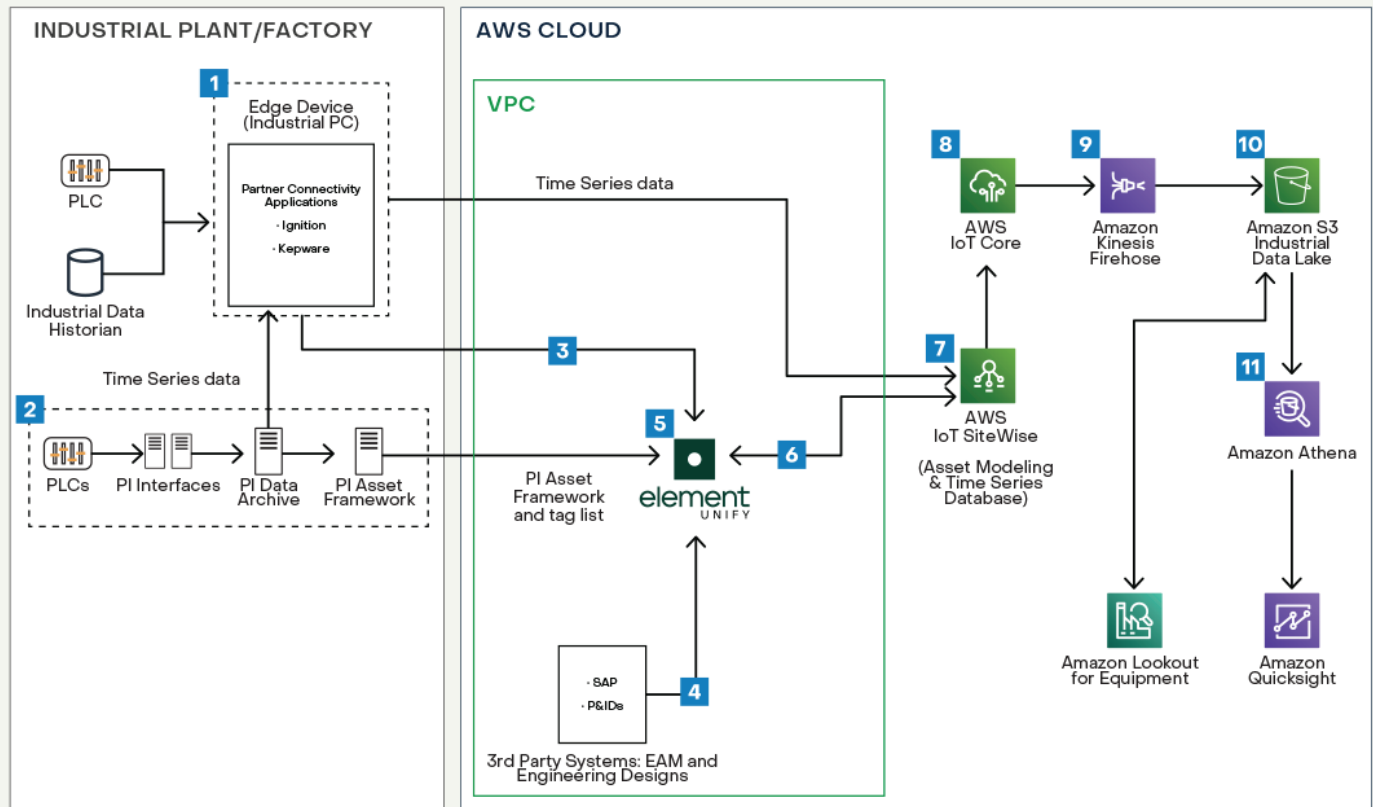 INDUSTRIAL PLANT/FACTORY
1
Edge Device
(Industrial PC)
Partner Connectivity
Applications
· Ignition
· Kepware
PLC
Industrial Data
Historian
Time Series data
2
PLCs
PI Interfaces
PI Data
Archive
PI Asset
Framework
AWS CLOUD
VPC
Time Series data
3
5
element
UNIFY
6
PI Asset
Framework
and tag list
4
· SAP
· P&IDs
3rd Party Systems: EAM and
Engineering Designs
7
AWS
IoT SiteWise
(Asset Modeling
& Time Series
Database)
8
AWS
IoT Core
9
Amazon
Kinesis
Firehose
10
Amazon S3
Industrial
Data Lake
11
Amazon Athena
Amazon Lookout
for Equipment
Amazon
Quicksight